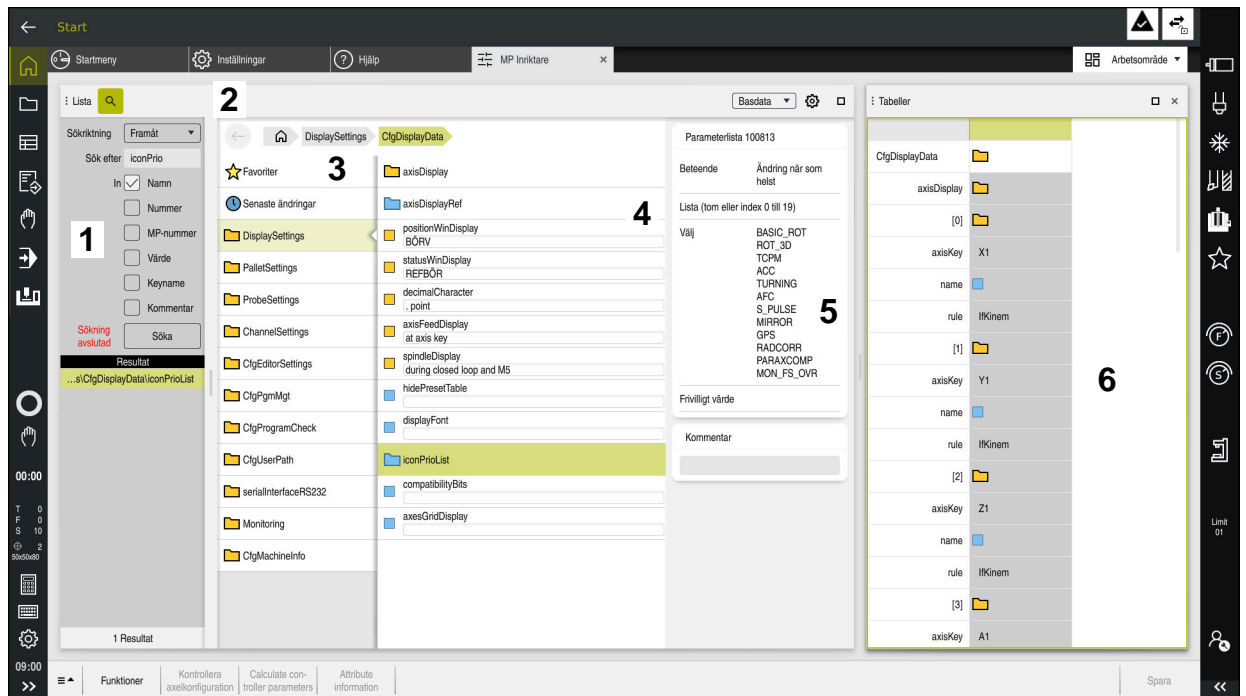 Start
Startmeny
Inställningar
Hjälp
MP Inriktare
×
Arbetsområde
Lista
2
Basdata
Tabeller
×
Sökriktning
Framåt
Sök efter
iconPrio
In
Namn
Nummer
MP-nummer
Värde
Keyname
Kommentar
1
Sökning
avslutad
Söka
Resultat
...s\CfgDisplayData\iconPrioList
1 Resultat
DisplaySettings
CfgDisplayData
3
Favoriter
Senaste ändringar
DisplaySettings
PalletSettings
ProbeSettings
ChannelSettings
CfgEditorSettings
CfgPgmMgt
CfgProgramCheck
CfgUserPath
serialInterfaceRS232
Monitoring
CfgMachineInfo
axisDisplay
axisDisplayRef
4
positionWinDisplay
BÖRV
statusWinDisplay
REFBÖR
decimalCharacter
. point
axisFeedDisplay
at axis key
spindleDisplay
during closed loop and M5
hidePresetTable
displayFont
iconPrioList
compatibilityBits
axesGridDisplay
Parameterlista 100813
Beteende
Ändring når som
helst
Lista (tom eller index 0 till 19)
Välj
BASIC_ROT
ROT_3D
TCPM
ACC
TURNING
AFC
S_PULSE
MIRROR
GPS
RADCORR
PARAXCOMP
MON_FS_OVR
5
Frivilligt värde
Kommentar
CfgDisplayData
axisDisplay
[0]
axisKey X1
name
rule IfKinem
[1]
axisKey Y1
name
rule IfKinem
[2]
axisKey Z1
name
rule IfKinem
[3]
axisKey A1
6
00:00
T 0
F 0
S 10
2
50x50x80
09:00
F
S
Limit
01
Funktioner
Kontrollera
axelkonfiguration
Calculate con-
troller parameters
Attribute
information
Spara